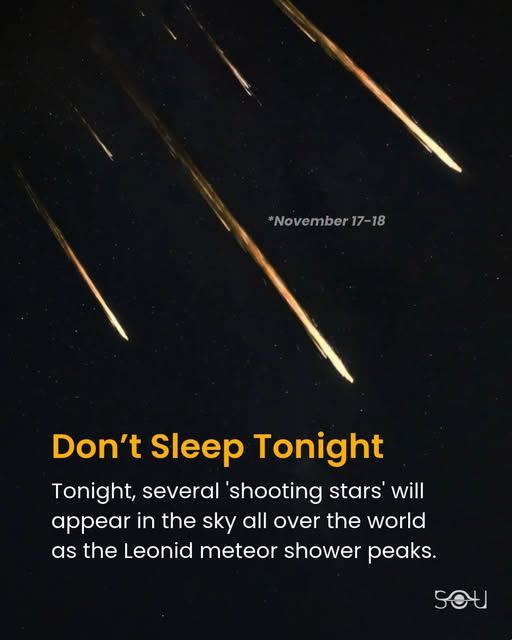 *November 17-18
Don't Sleep Tonight
Tonight, several 'shooting stars' will
appear in the sky all over the world
as the Leonid meteor shower peaks.
SOU